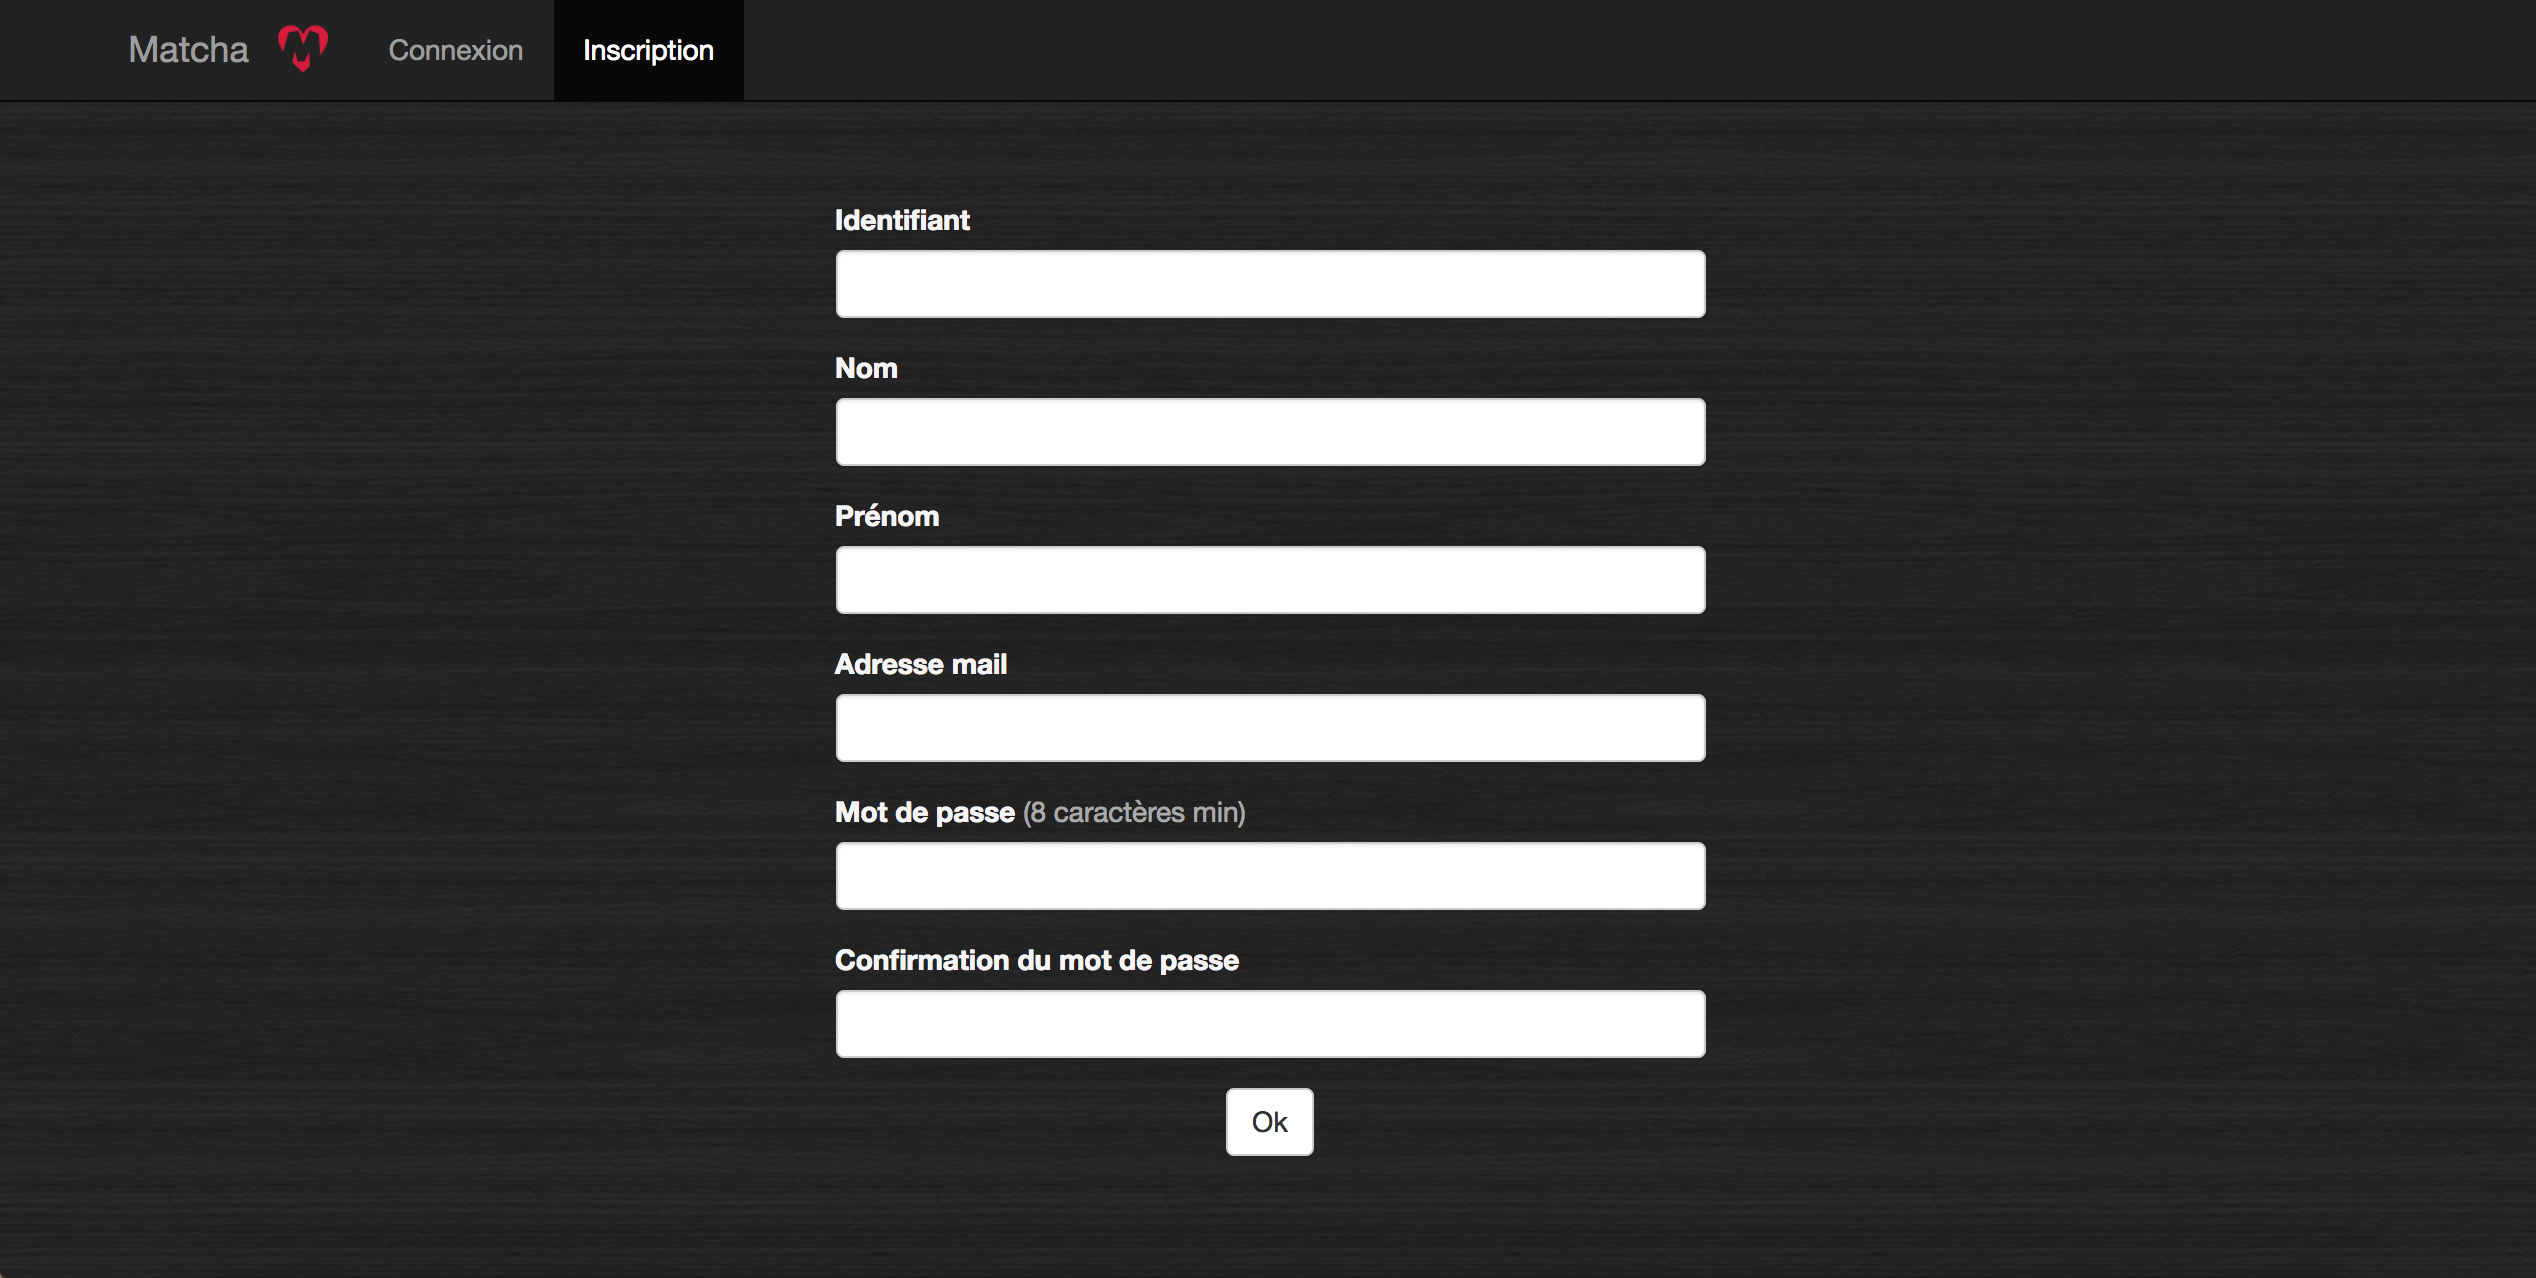 Matcha
Connexion
Inscription
Identifiant
Nom
Prénom
Adresse mail
Mot de passe (8 caractères min)
Confirmation du mot de passe
Ok